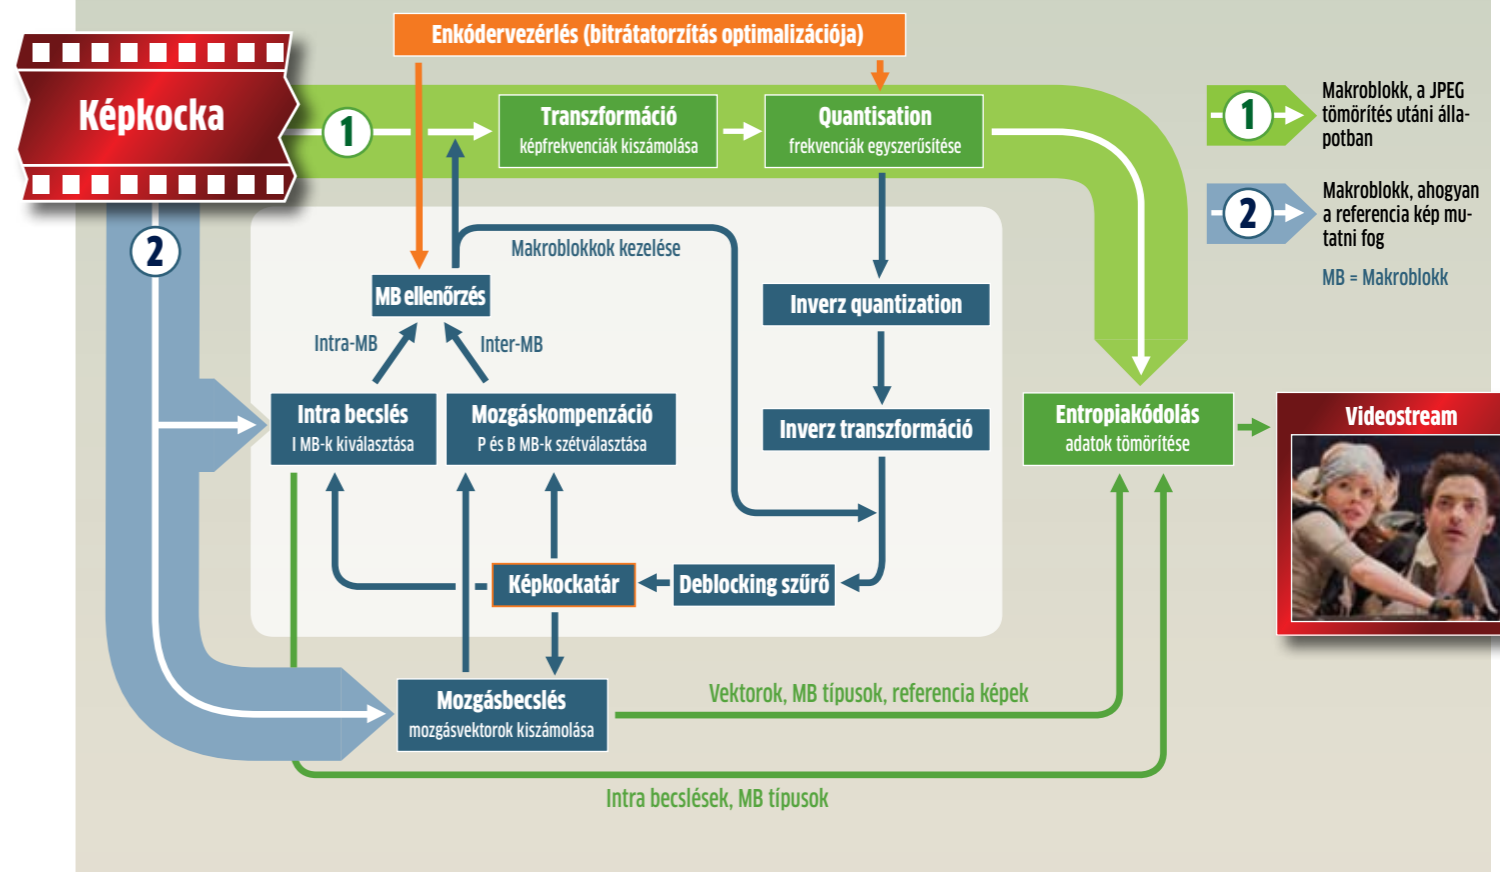 Enkódervezérlés (bitrátatorzítás optimalizációja)
Képkocka
1
Transzformáció
képfrekvenciák kiszámolása
Quantisation
frekvenciák egyszerűsítése
1
Makroblokk, a JPEG
tömörítés utáni álla-
potban
2
Makroblokk, ahogyan
a referencia kép mu-
tatni fog
MB = Makroblokk
2
Makroblokkok kezelése
MB ellenőrzés
Inverz quantization
Intra-MB
Inter-MB
Intra becslés
I MB-k kiválasztása
Mozgáskompenzáció
P és B MB-k szétválasztása
Inverz transzformáció
Entropiakódolás
adatok tömörítése
Videostream
Képkockatár
Deblocking szűrő
Mozgásbecslés
mozgásvektorok kiszámolása
Vektorok, MB típusok, referencia képek
Intra becslések, MB típusok